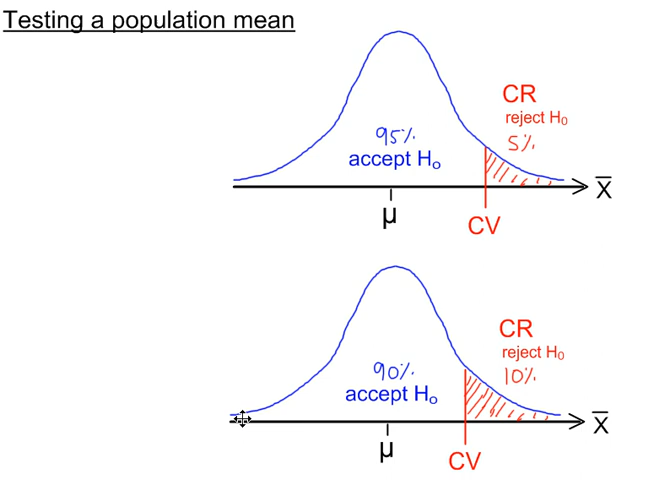 Testing a population mean
CR
reject H₀
5%
95%
accept H₀
X̄
μ
CV
CR
reject H₀
10%
90%
accept H₀
X̄
μ
CV